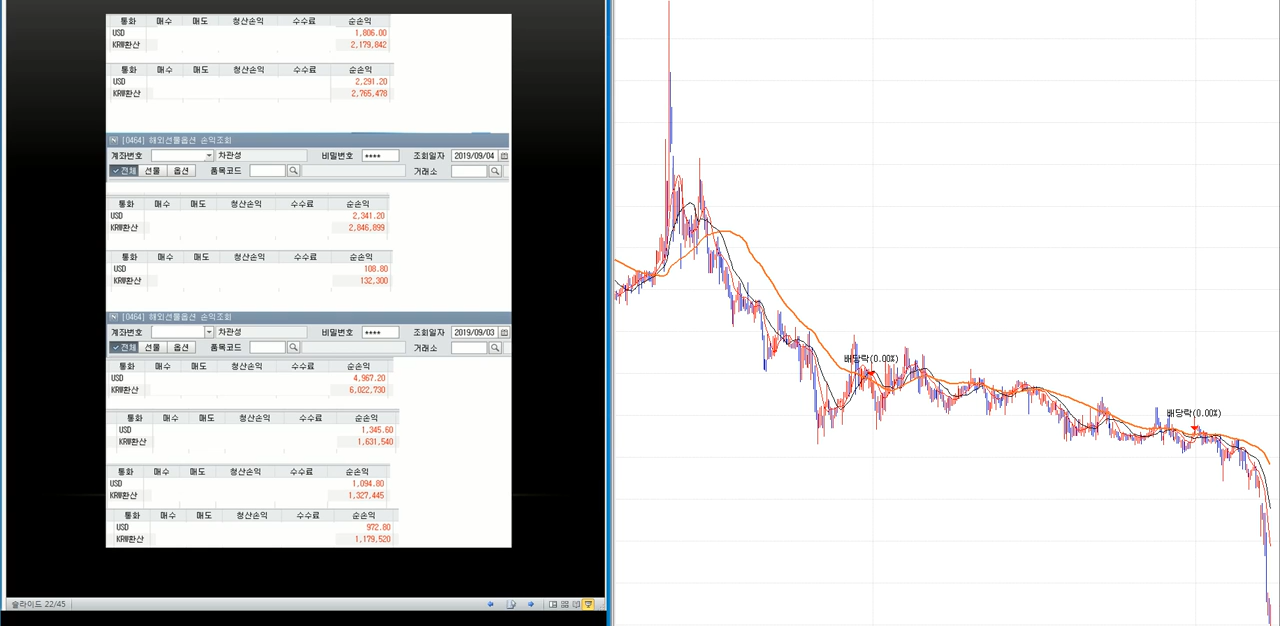 통화 매수 매도 청산손익 수수료 순손익
USD 1,806.00
KRW환산 2,179,842
통화 매수 매도 청산손익 수수료 순손익
USD 2,291.20
KRW환산 2,765,478
[0464] 해외선물옵션 손익조회
계좌번호 차관성 비밀번호 **** 조회일자 2019/09/04
전체 선물 옵션 품목코드 거래소
통화 매수 매도 청산손익 수수료 순손익
USD 2,341.20
KRW환산 2,846,899
통화 매수 매도 청산손익 수수료 순손익
USD 108.80
KRW환산 132,300
[0464] 해외선물옵션 손익조회
계좌번호 차관성 비밀번호 **** 조회일자 2019/09/03
전체 선물 옵션 품목코드 거래소
통화 매수 매도 청산손익 수수료 순손익
USD 4,967.20
KRW환산 6,022,730
통화 매수 매도 청산손익 수수료 순손익
USD 1,345.60
KRW환산 1,631,540
통화 매수 매도 청산손익 수수료 순손익
USD 1,094.80
KRW환산 1,327,445
통화 매수 매도 청산손익 수수료 순손익
USD 972.80
KRW환산 1,179,520
슬라이드 22/45
배당락(0.00%)
배당락(0.00%)